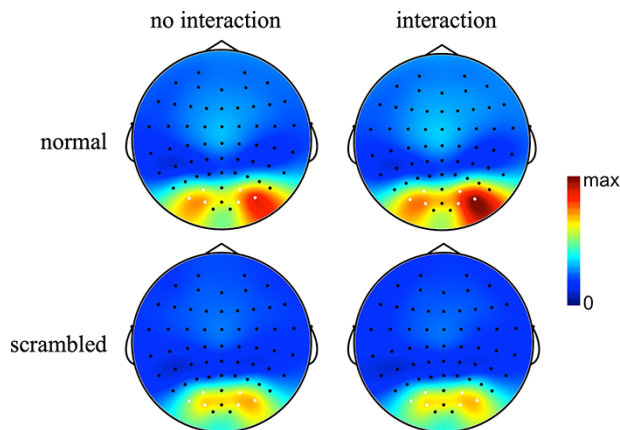 no interaction
interaction
normal
max
0
scrambled